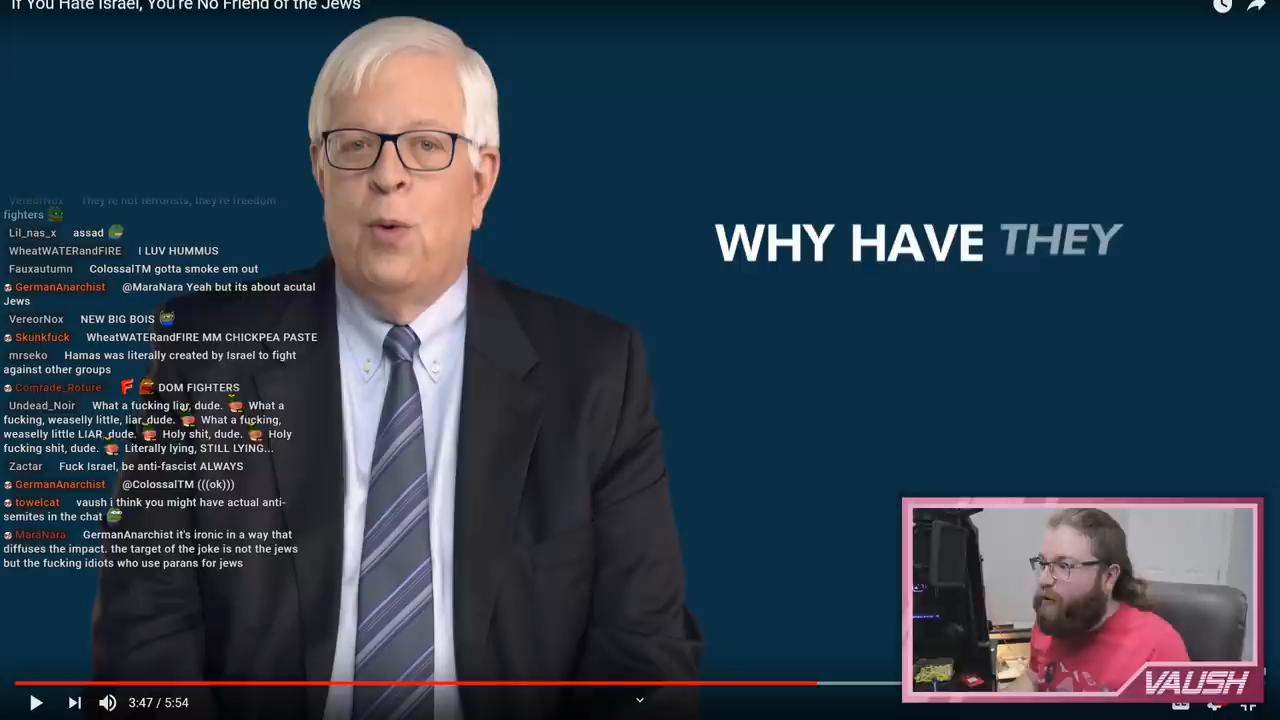 If You Hate Israel, You're No Friend of the Jews
WHY HAVE THEY
VereorNox They're not terrorists, they're freedom
fighters
Lil_nas_x assad
WheatWATERandFIRE I LUV HUMMUS
Fauxautumn ColossalTM gotta smoke em out
GermanAnarchist @MaraNara Yeah but its about acutal
Jews
VereorNox NEW BIG BOIS
Skunkfuck WheatWATERandFIRE MM CHICKPEA PASTE
mrseko Hamas was literally created by Israel to fight
against other groups
Comrade_Roture F DOM FIGHTERS
Undead_Noir What a fucking liar, dude. What a
fucking, weaselly little, liar dude. What a fucking,
weaselly little LIAR, dude. Holy shit, dude. Holy
fucking shit, dude. Literally lying, STILL LYING...
Zactar Fuck Israel, be anti-fascist ALWAYS
GermanAnarchist @ColossalTM (((ok)))
towelcat vaush i think you might have actual anti-
semites in the chat
MaraNara GermanAnarchist it's ironic in a way that
diffuses the impact. the target of the joke is not the jews
but the fucking idiots who use parans for jews
VAUSH
3:47 / 5:54